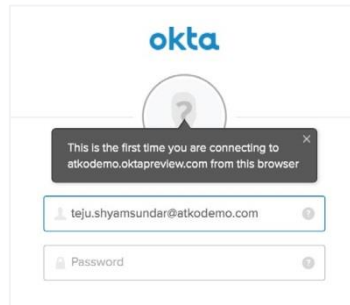 okta
?
This is the first time you are connecting to
atkodemo.oktapreview.com from this browser
teju.shyamsundar@atkodemo.com
Password